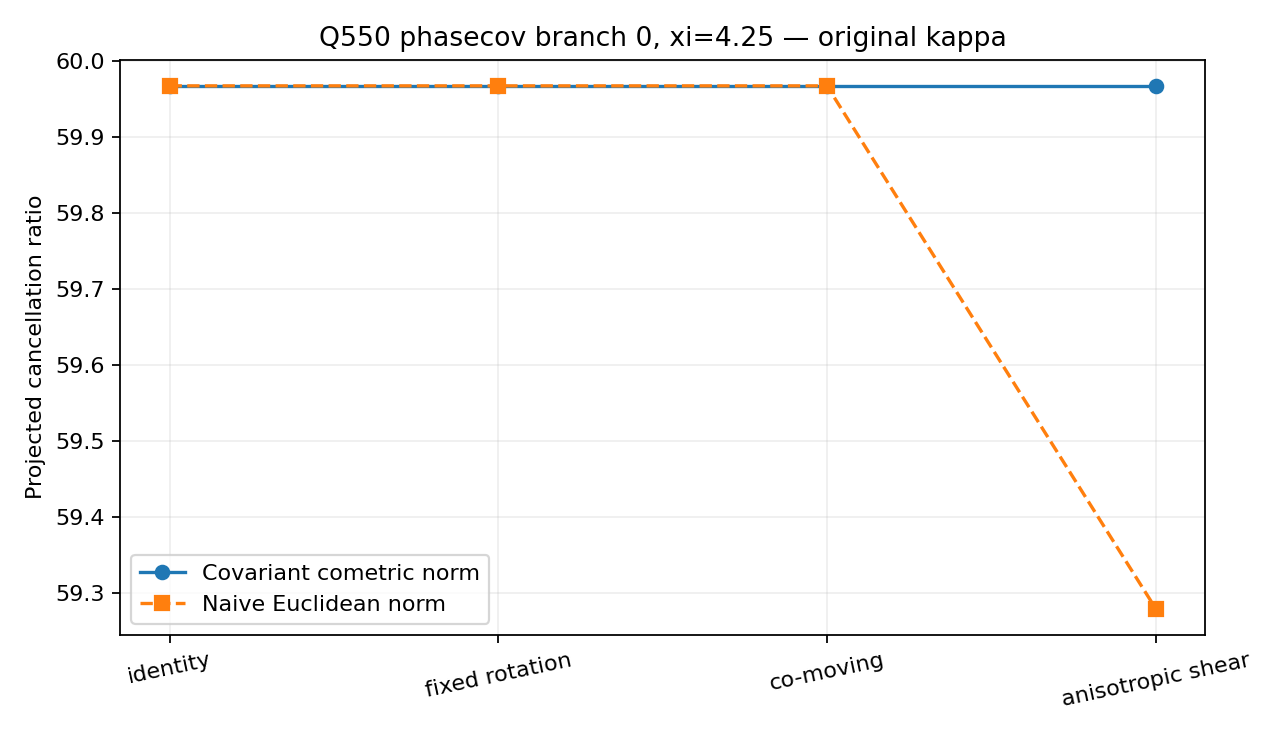 Q550 phasecov branch 0, xi=4.25 — original kappa
Projected cancellation ratio
60.0
59.9
59.8
59.7
59.6
59.5
59.4
59.3
Covariant cometric norm
Naive Euclidean norm
identity
fixed rotation
co-moving
anisotropic shear